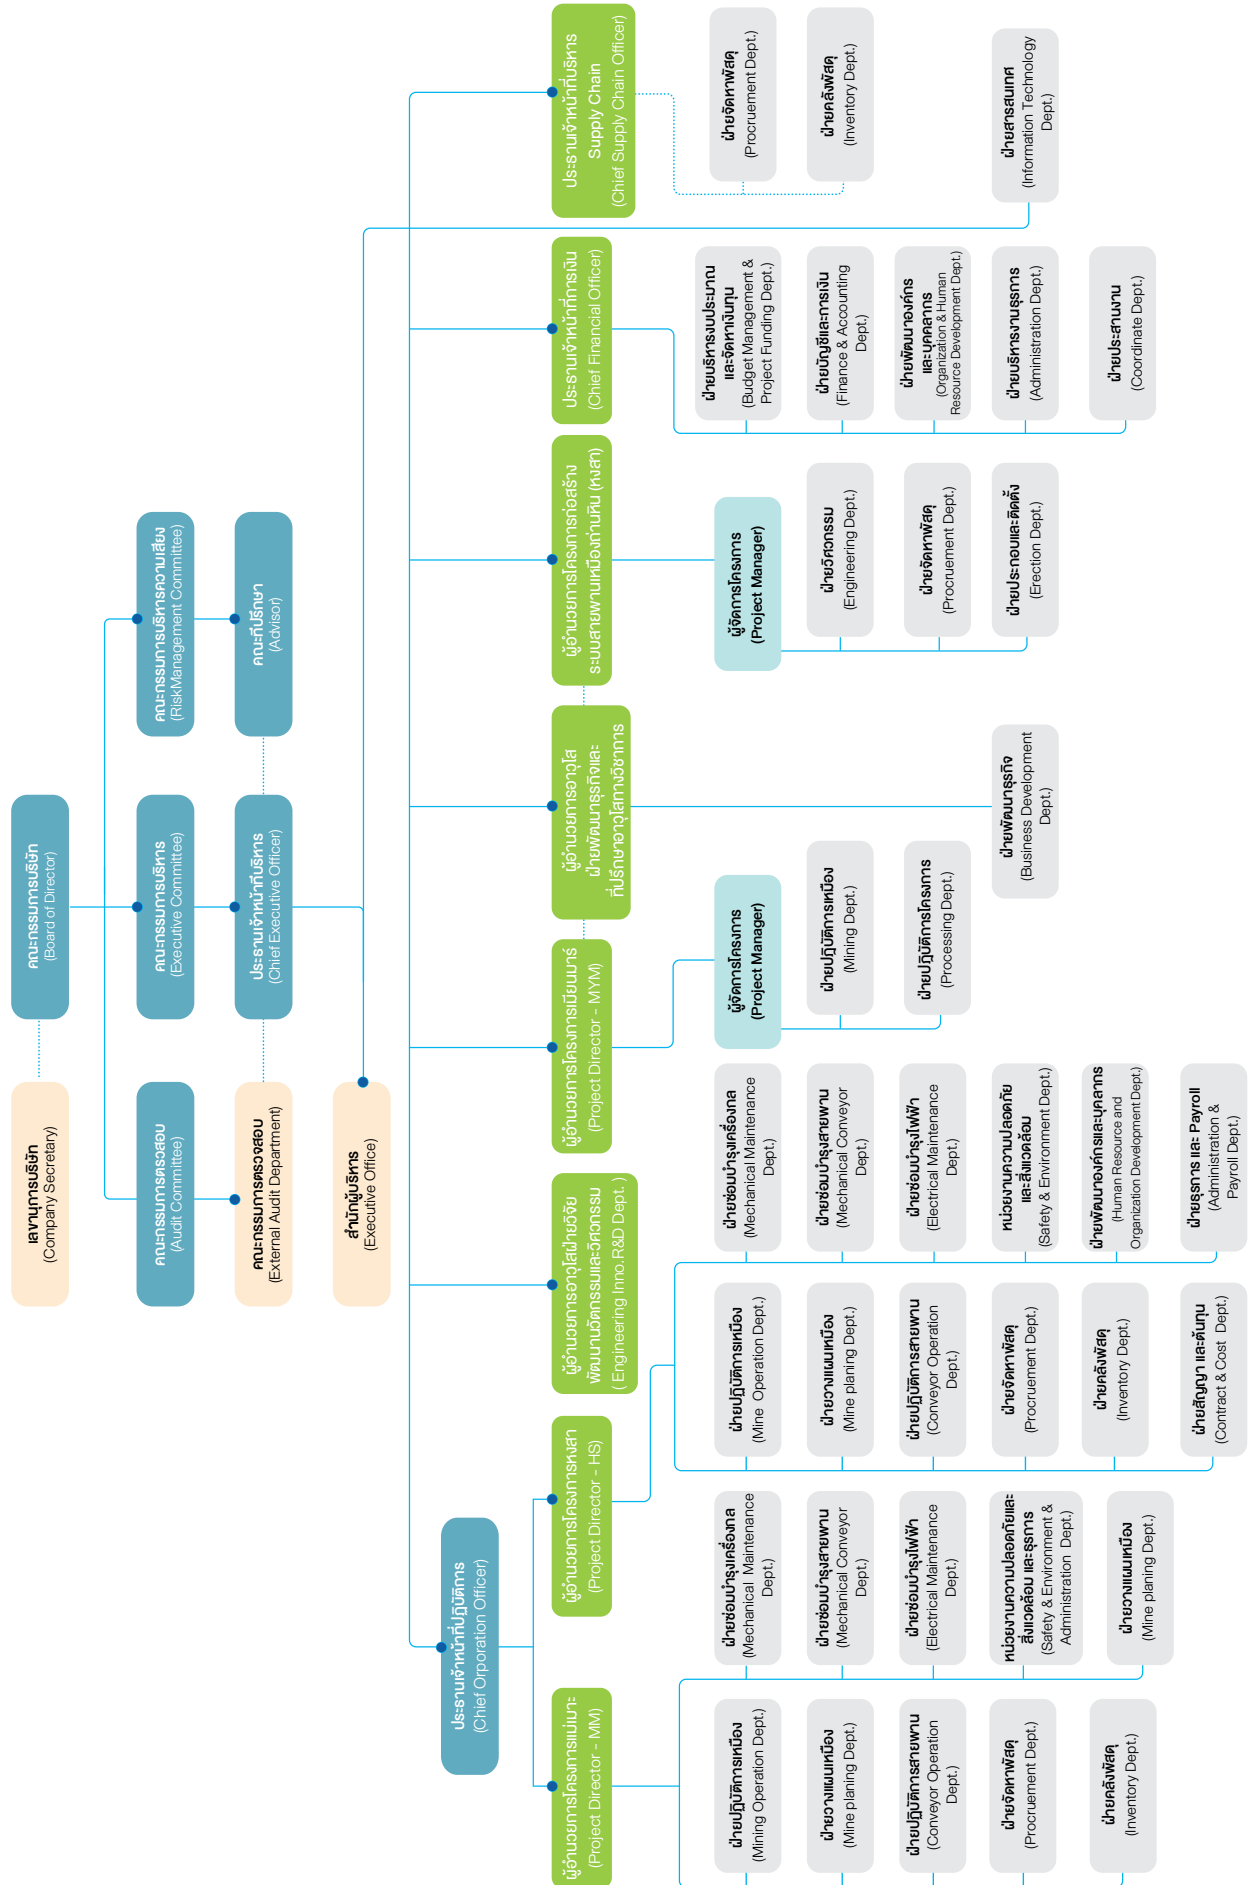 คณะกรรมการบริษัท
(Board of Director)
เลขานุการบริษัท
(Company Secretary)
คณะกรรมการตรวจสอบ
(Audit Committee)
คณะกรรมการบริหาร
(Executive Committee)
คณะกรรมการบริหารความเสี่ยง
(RiskManagement Committee)
คณะกรรมการตรวจสอบ
(External Audit Department)
ประธานเจ้าหน้าที่บริหาร
(Chief Executive Officer)
คณะที่ปรึกษา
(Advisor)
สำนักผู้บริหาร
(Executive Office)
ประธานเจ้าหน้าที่ปฏิบัติการ
(Chief Orporation Officer)
ผู้อำนวยการโครงการแม่เมาะ
(Project Director - MM)
ผู้อำนวยการโครงการหงสา
(Project Director - HS)
ผู้อำนวยการอาวุโสฝ่ายวิจัย
พัฒนานวัตกรรมและวิศวกรรม
( Engineering Inno.R&D Dept. )
ผู้อำนวยการโครงการเมียนมาร์
(Project Director - MYM)
ผู้อำนวยการอาวุโส
ฝ่ายพัฒนาธุรกิจและ
ที่ปรึกษาอาวุโสทางวิชาการ
ผู้อำนวยการโครงการก่อสร้าง
ระบบสายพานเหมืองถ่านหิน (หงสา)
ประธานเจ้าหน้าที่การเงิน
(Chief Financial Officer)
ประธานเจ้าหน้าที่บริหาร
Supply Chain
(Chief Supply Chain Officer)
ฝ่ายปฏิบัติการเหมือง
(Mining Operation Dept.)
ฝ่ายวางแผนเหมือง
(Mine planing Dept.)
ฝ่ายปฏิบัติการสายพาน
(Conveyor Operation
Dept.)
ฝ่ายจัดหาพัสดุ
(Procruement Dept.)
ฝ่ายคลังพัสดุ
(Inventory Dept.)
ฝ่ายซ่อมบำรุงเครื่องกล
(Mechanical Maintenance
Dept.)
ฝ่ายซ่อมบำรุงสายพาน
(Mechanical Conveyor
Dept.)
ฝ่ายซ่อมบำรุงไฟฟ้า
(Electrical Maintenance
Dept.)
หน่วยงานความปลอดภัยและ
สิ่งแวดล้อม และธุรการ
(Safety & Environment &
Administration Dept.)
ฝ่ายวางแผนเหมือง
(Mine planing Dept.)
ฝ่ายปฏิบัติการเหมือง
(Mine Operation Dept.)
ฝ่ายวางแผนเหมือง
(Mine planing Dept.)
ฝ่ายปฏิบัติการสายพาน
(Conveyor Operation
Dept.)
ฝ่ายจัดหาพัสดุ
(Procruement Dept.)
ฝ่ายคลังพัสดุ
(Inventory Dept.)
ฝ่ายสัญญา และต้นทุน
(Contract & Cost Dept.)
ฝ่ายซ่อมบำรุงเครื่องกล
(Mechanical Maintenance
Dept.)
ฝ่ายซ่อมบำรุงสายพาน
(Mechanical Conveyor
Dept.)
ฝ่ายซ่อมบำรุงไฟฟ้า
(Electrical Maintenance
Dept.)
หน่วยงานความปลอดภัย
และสิ่งแวดล้อม
(Safety & Environment Dept.)
ฝ่ายพัฒนาองค์กรและบุคลากร
(Human Resource and
Organization Development Dept.)
ฝ่ายธุรการ และ Payroll
(Administration &
Payroll Dept.)
ผู้จัดการโครงการ
(Project Manager)
ฝ่ายปฏิบัติการเหมือง
(Mining Dept.)
ฝ่ายปฏิบัติการโครงการ
(Processing Dept.)
ฝ่ายพัฒนาธุรกิจ
(Business Development
Dept.)
ผู้จัดการโครงการ
(Project Manager)
ฝ่ายวิศวกรรม
(Engineering Dept.)
ฝ่ายจัดหาพัสดุ
(Procruement Dept.)
ฝ่ายประกอบและติดตั้ง
(Erection Dept.)
ฝ่ายบริหารงบประมาณ
และจัดหาเงินทุน
(Budget Management &
Project Funding Dept.)
ฝ่ายบัญชีและการเงิน
(Finance & Accounting
Dept.)
ฝ่ายพัฒนาองค์กร
และบุคลากร
(Organization & Human
Resource Development Dept.)
ฝ่ายบริหารงานธุรการ
(Administration Dept.)
ฝ่ายประสานงาน
(Coordinate Dept.)
ฝ่ายจัดหาพัสดุ
(Procruement Dept.)
ฝ่ายคลังพัสดุ
(Inventory Dept.)
ฝ่ายสารสนเทศ
(Information Technology
Dept.)